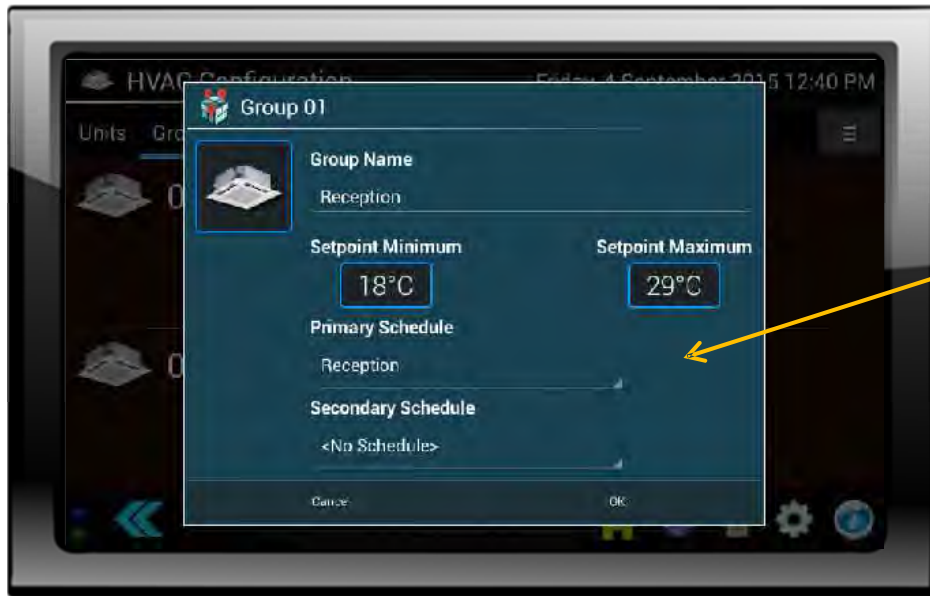 HVAC Configuration Friday, 4 September 2015 12:40 PM
Group 01
Units Gro
Group Name
Reception
Setpoint Minimum Setpoint Maximum
18°C 29°C
Primary Schedule
Reception
Secondary Schedule
<No Schedule>
Cancel OK